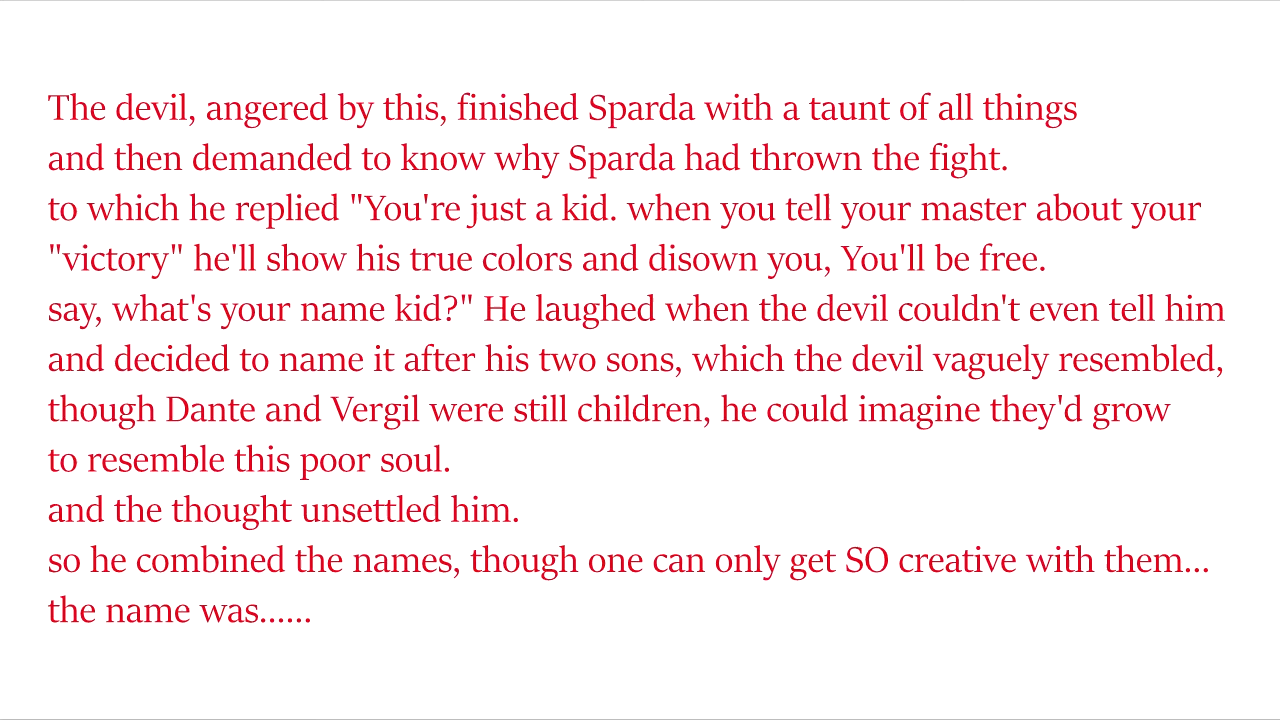 The devil, angered by this, finished Sparda with a taunt of all things
and then demanded to know why Sparda had thrown the fight.
to which he replied "You're just a kid. when you tell your master about your
"victory" he'll show his true colors and disown you, You'll be free.
say, what's your name kid?" He laughed when the devil couldn't even tell him
and decided to name it after his two sons, which the devil vaguely resembled,
though Dante and Vergil were still children, he could imagine they'd grow
to resemble this poor soul.
and the thought unsettled him.
so he combined the names, though one can only get SO creative with them...
the name was......